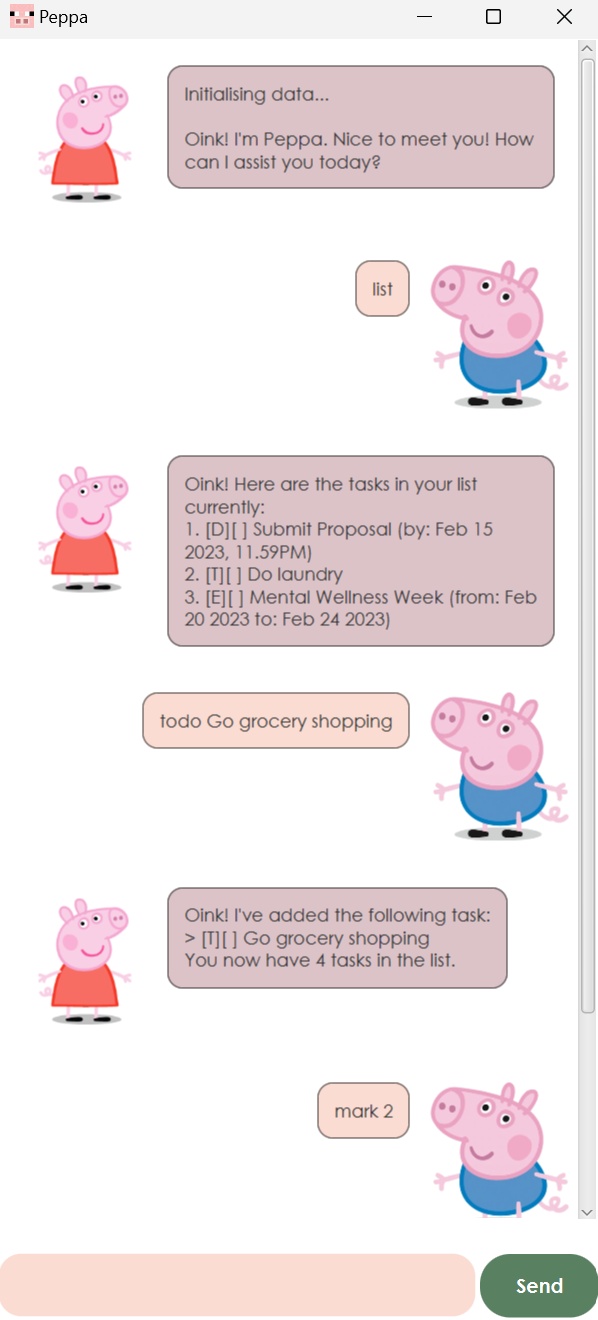 Peppa
Initialising data...
Oink! I'm Peppa. Nice to meet you! How
can I assist you today?
list
Oink! Here are the tasks in your list
currently:
1. [D][ ] Submit Proposal (by: Feb 15
2023, 11.59PM)
2. [T][ ] Do laundry
3. [E][ ] Mental Wellness Week (from: Feb
20 2023 to: Feb 24 2023)
todo Go grocery shopping
Oink! I've added the following task:
> [T][ ] Go grocery shopping
You now have 4 tasks in the list.
mark 2
Send